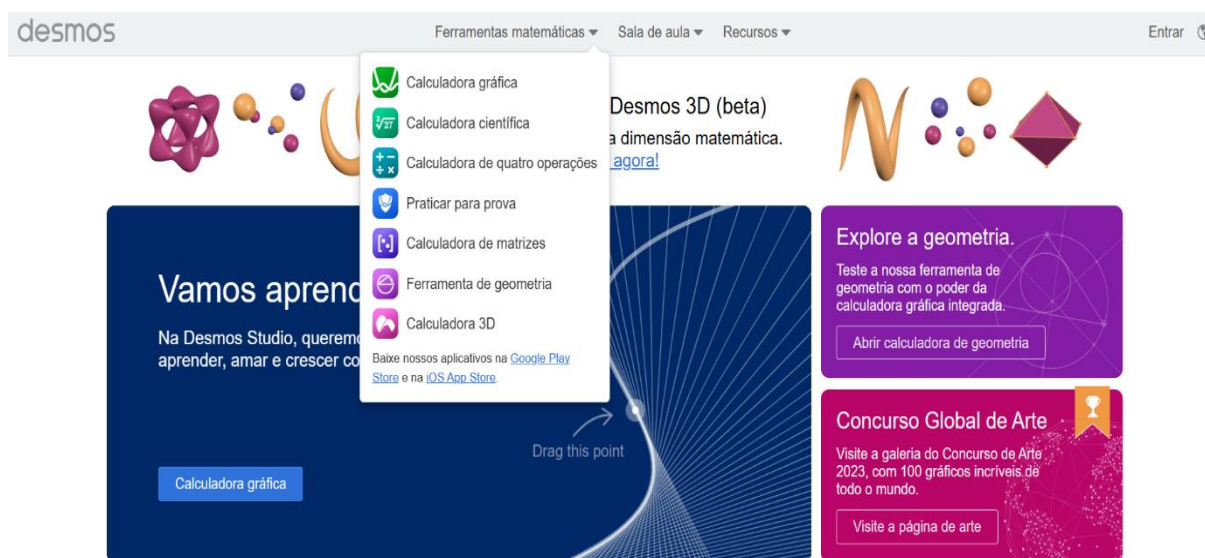 desmos
Ferramentas matemáticas
Sala de aula
Recursos
Entrar
Calculadora gráfica
Calculadora científica
Calculadora de quatro operações
Praticar para prova
Calculadora de matrizes
Ferramenta de geometria
Calculadora 3D
Baixe nossos aplicativos na Google Play
Store e na iOS App Store.
Desmos 3D (beta)
a dimensão matemática.
agora!
Vamos aprend
Na Desmos Studio, queremo
aprender, amar e crescer co
Drag this point
Calculadora gráfica
Explore a geometria.
Teste a nossa ferramenta de
geometria com o poder da
calculadora gráfica integrada.
Abrir calculadora de geometria
Concurso Global de Arte
Visite a galeria do Concurso de Arte
2023, com 100 gráficos incríveis de
todo o mundo.
Visite a página de arte